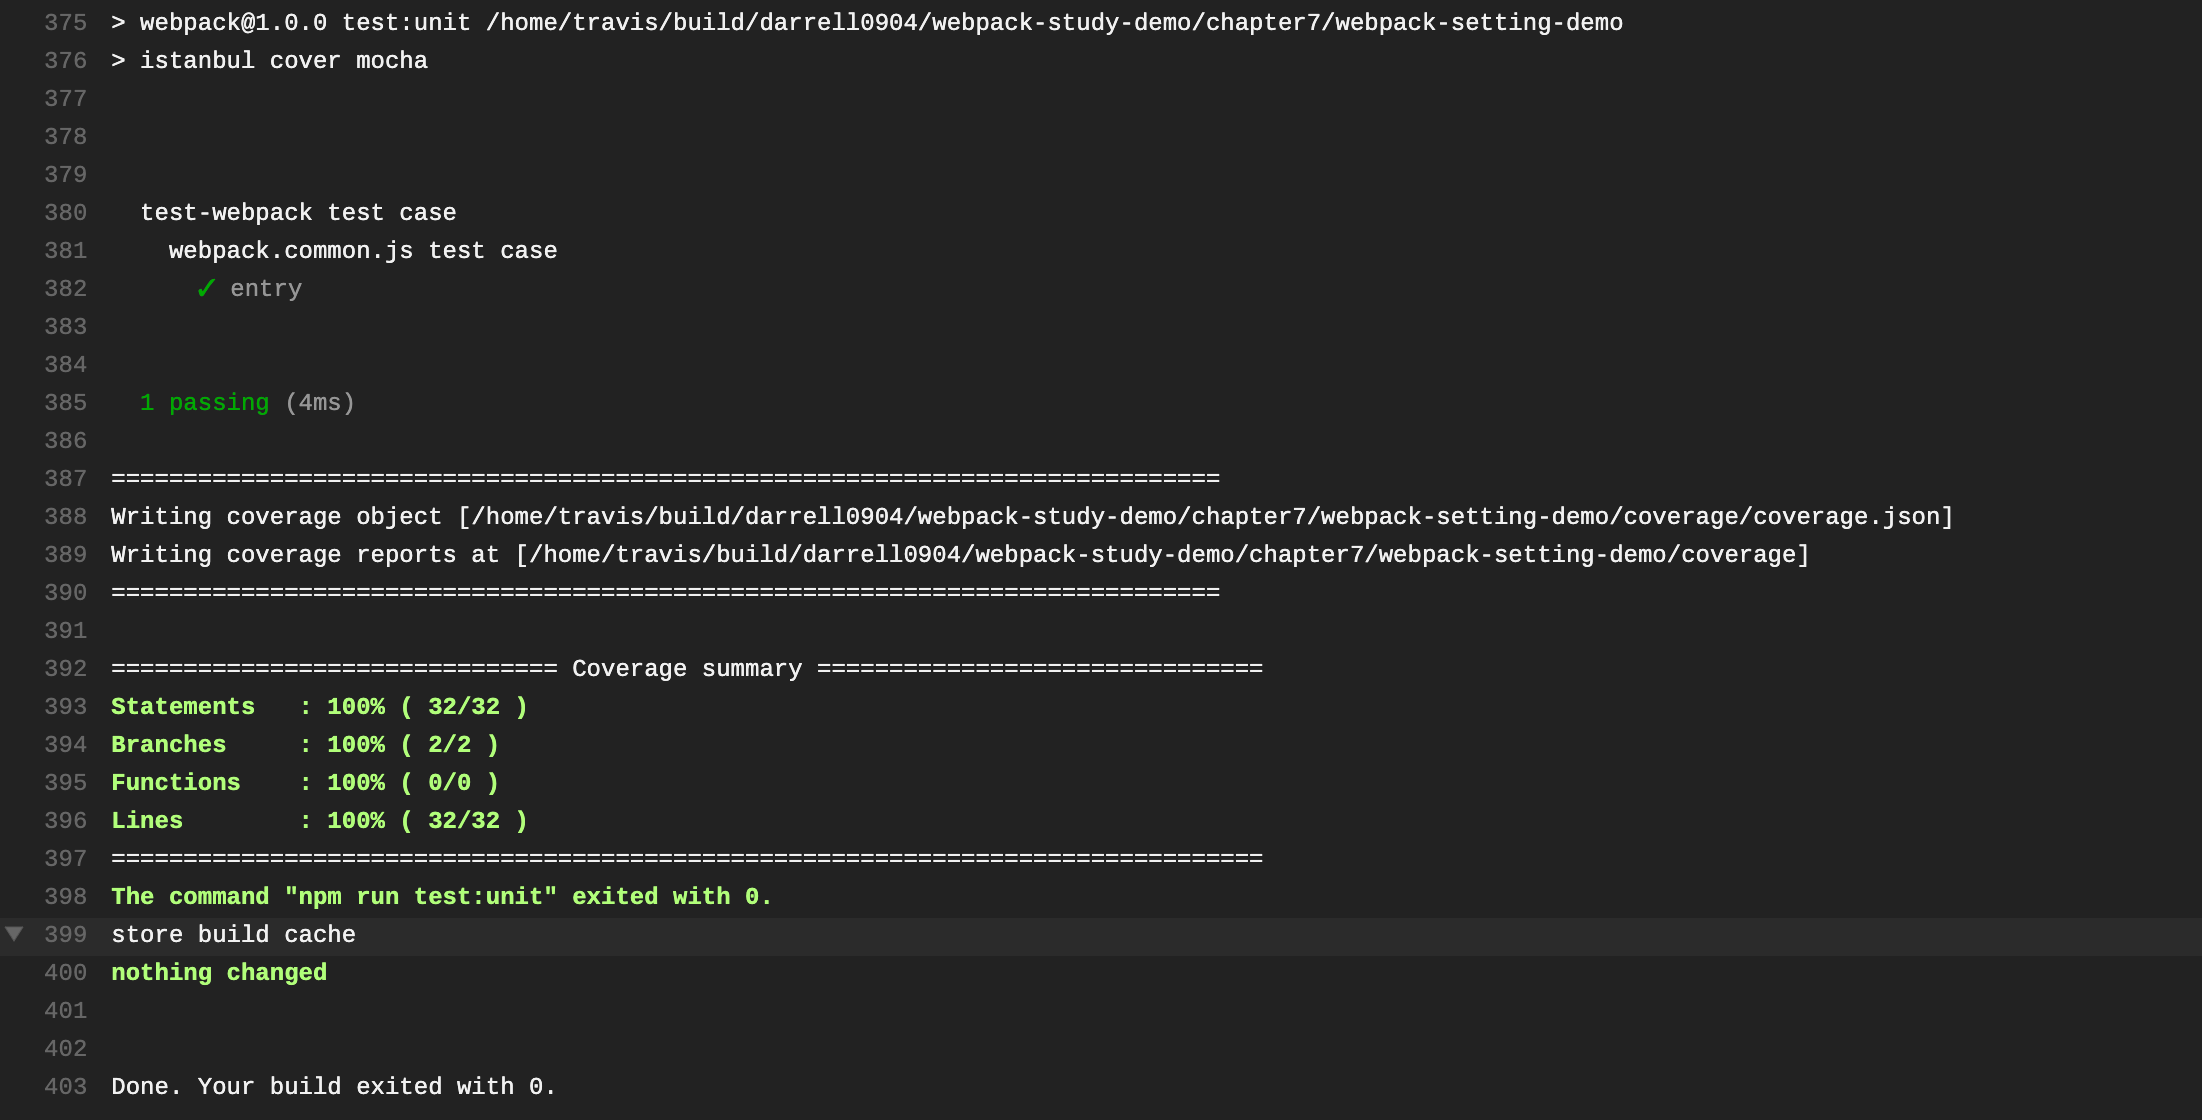 375 > webpack@1.0.0 test:unit /home/travis/build/darrell0904/webpack-study-demo/chapter7/webpack-setting-demo
376 > istanbul cover mocha
377
378
379
380 test-webpack test case
381 webpack.common.js test case
382 ✓ entry
383
384
385 1 passing (4ms)
386
387 =============================================================================
388 Writing coverage object [/home/travis/build/darrell0904/webpack-study-demo/chapter7/webpack-setting-demo/coverage/coverage.json]
389 Writing coverage reports at [/home/travis/build/darrell0904/webpack-study-demo/chapter7/webpack-setting-demo/coverage]
390 =============================================================================
391
392 =============================== Coverage summary ===============================
393 Statements   : 100% ( 32/32 )
394 Branches     : 100% ( 2/2 )
395 Functions    : 100% ( 0/0 )
396 Lines        : 100% ( 32/32 )
397 ================================================================================
398 The command "npm run test:unit" exited with 0.
399 store build cache
400 nothing changed
401
402
403 Done. Your build exited with 0.